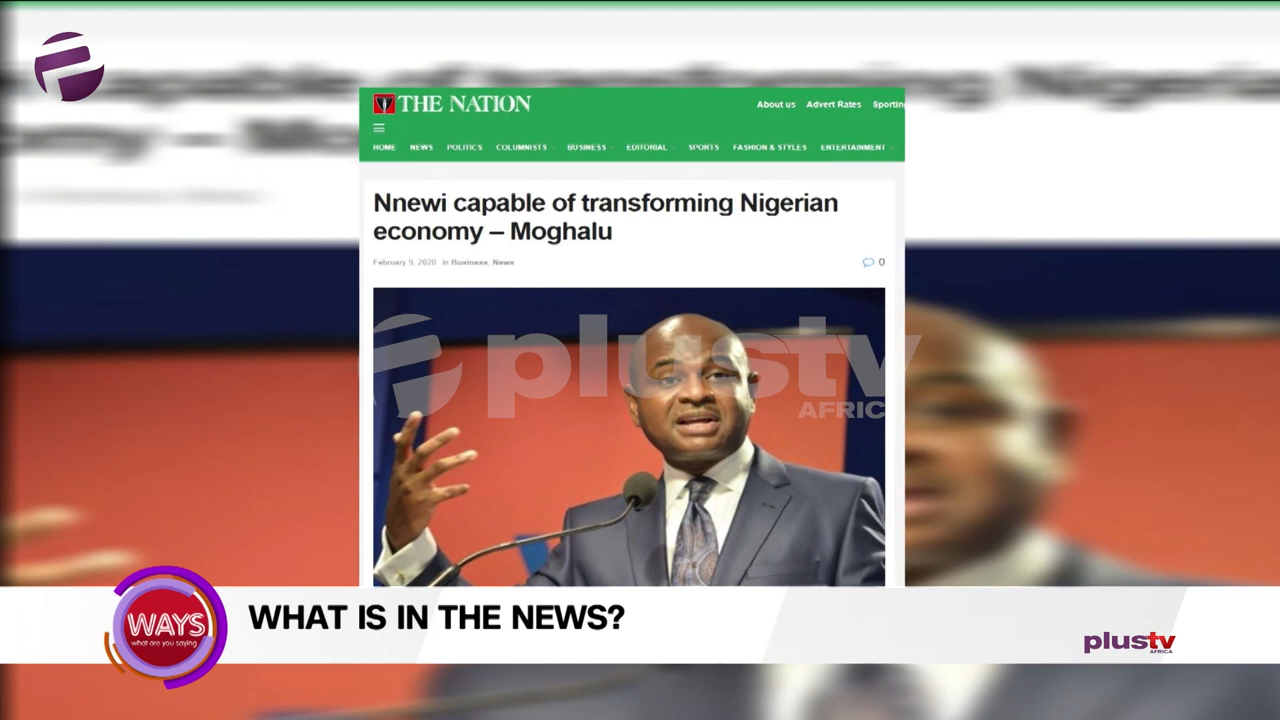 THE NATION
About us Advert Rates
HOME NEWS POLITICS COLUMNISTS BUSINESS EDITORIAL SPORTS FASHION & STYLES ENTERTAINMENT
Nnewi capable of transforming Nigerian
economy – Moghalu
February 9, 2020 in Business, News
0
plustv
AFRIC
WAYS
what are you saying
WHAT IS IN THE NEWS?
plustv
AFRICA